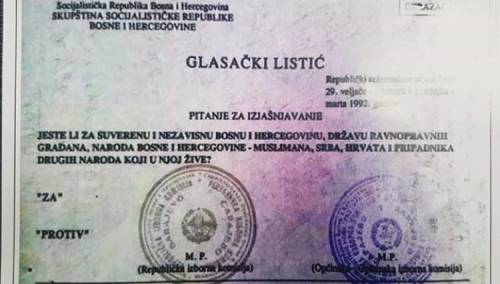 Socijalistička Republika Bosna i Hercegovina
SKUPŠTINA SOCIJALISTIČKE REPUBLIKE
BOSNE I HERCEGOVINE
GLASAČKI LISTIĆ
Republički
29. veljače
marta 1992.
PITANJE ZA IZJAŠNJAVANJE
JESTE LI ZA SUVERENU I NEZAVISNU BOSNU I HERCEGOVINU, DRŽAVU RAVNOPRAVNIH
GRAĐANA, NARODA BOSNE I HERCEGOVINE - MUSLIMANA, SRBA, HRVATA I PRIPADNIKA
DRUGIH NARODA KOJI U NJOJ ŽIVE?
"ZA"
"PROTIV"
M. P.
(Republička izborna komisija)
M. P.
izborna komisija)